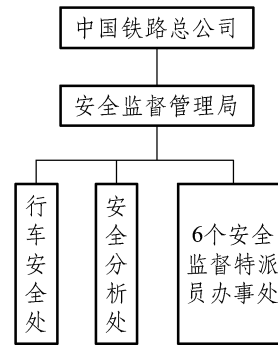 中国铁路总公司
安全监督管理局
行车安全处
安全分析处
6个安全
监督特派
员办事处